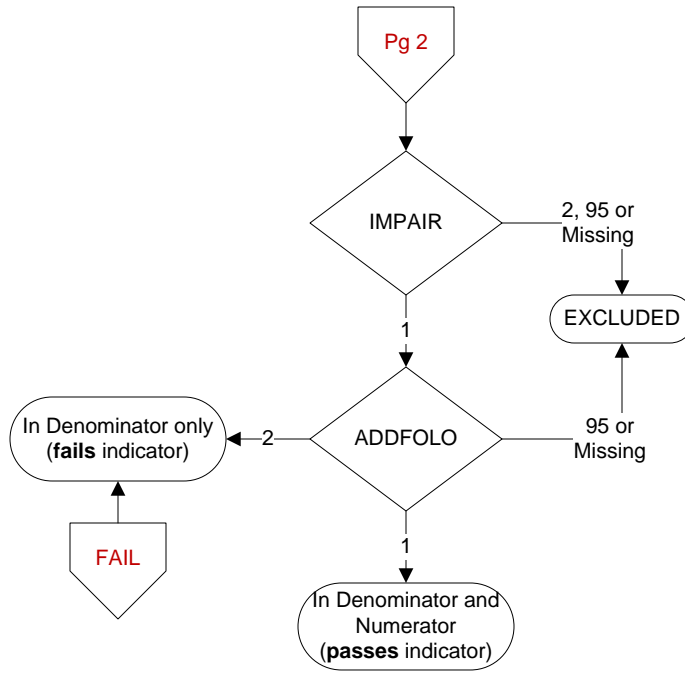 Pg 2
IMPAIR
2, 95 or
Missing
EXCLUDED
1
ADDFOLO
95 or
Missing
2
In Denominator only
(fails indicator)
FAIL
1
In Denominator and
Numerator
(passes indicator)